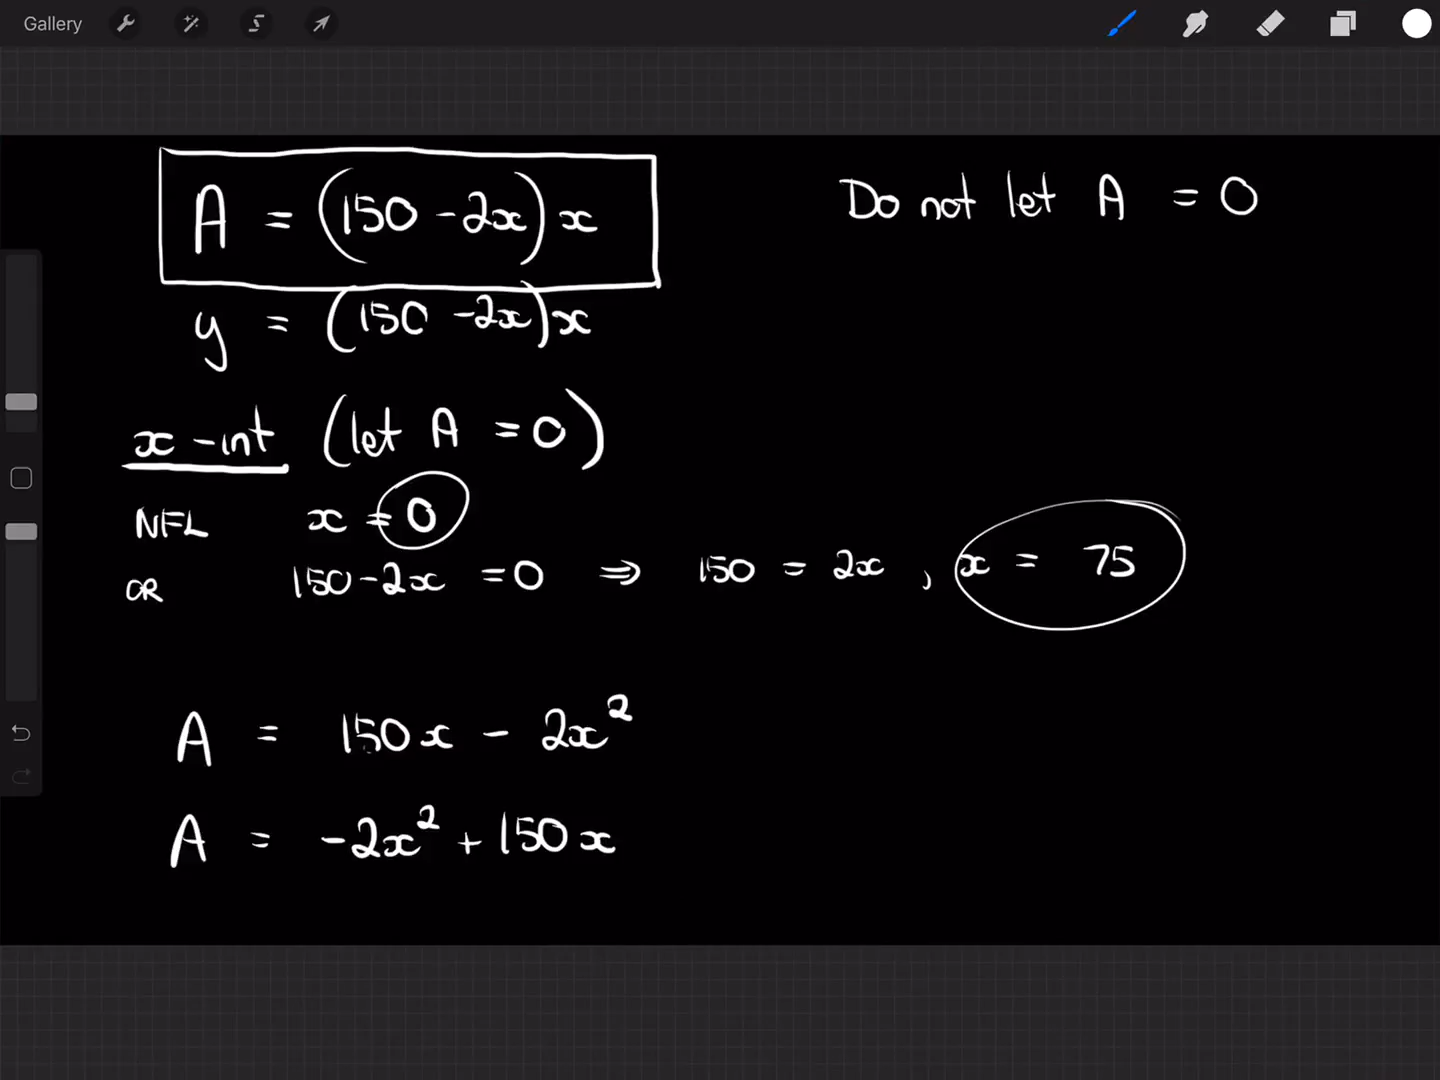 Gallery
A = (150 - 2x) x
Do not let A = 0
y = (150 - 2x) x
x - int (let A = 0)
NFL x = 0
OR 150 - 2x = 0 ⇒ 150 = 2x , x = 75
A = 150x - 2x²
A = -2x² + 150x